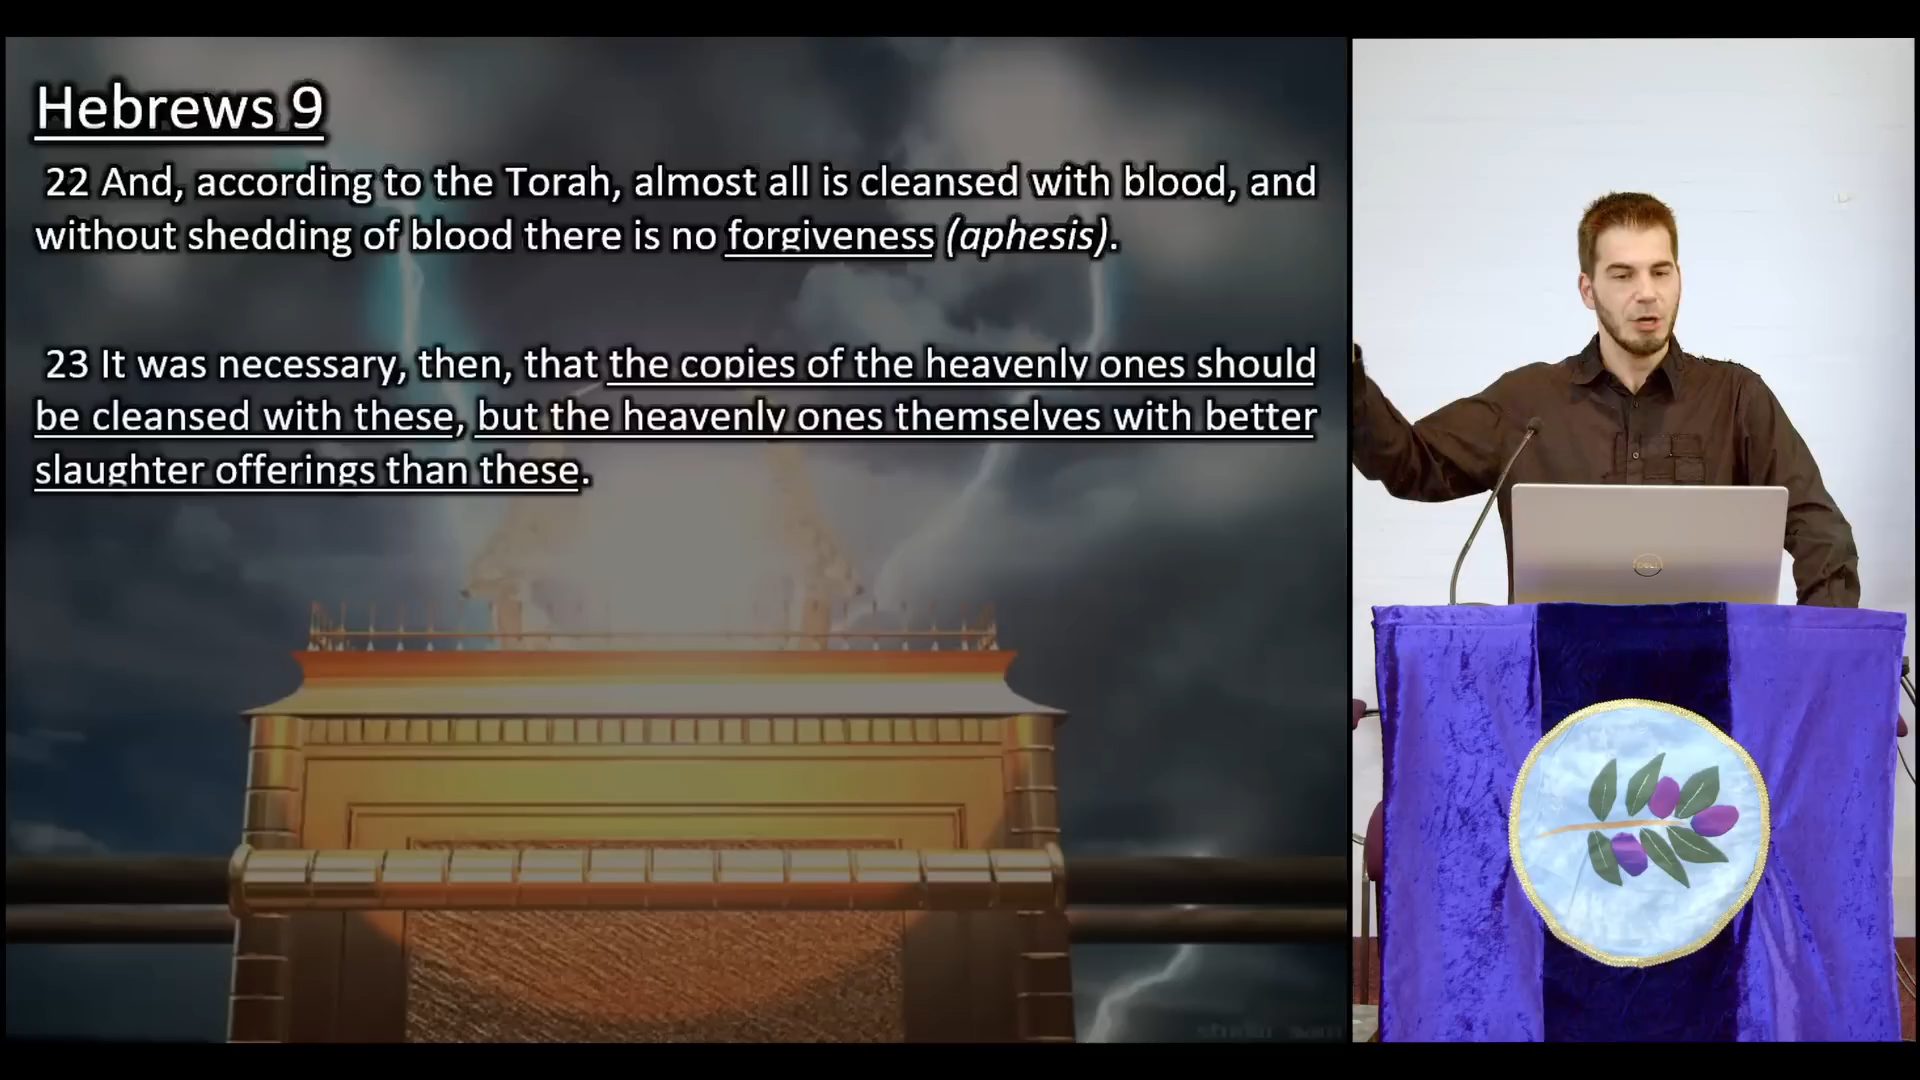 Hebrews 9
22 And, according to the Torah, almost all is cleansed with blood, and
without shedding of blood there is no forgiveness (aphesis).
23 It was necessary, then, that the copies of the heavenly ones should
be cleansed with these, but the heavenly ones themselves with better
slaughter offerings than these.
DELL